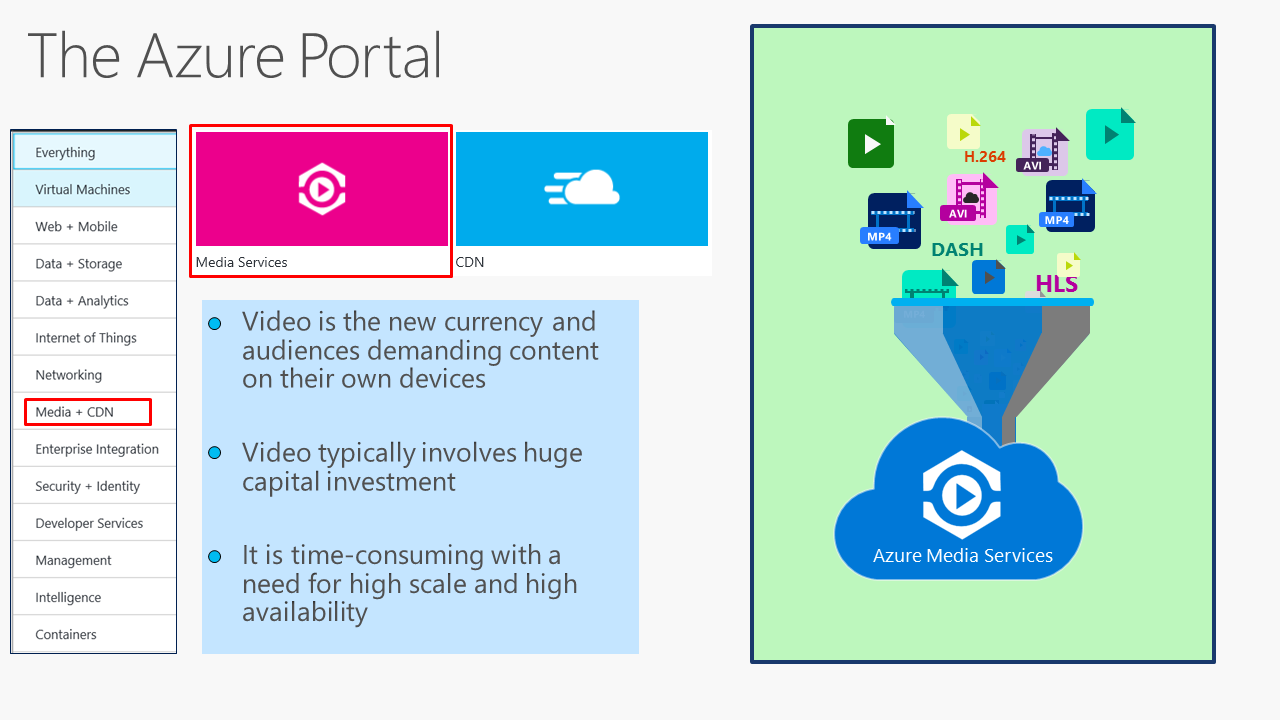 The Azure Portal
Everything
Virtual Machines
Web + Mobile
Data + Storage
Data + Analytics
Internet of Things
Networking
Media + CDN
Enterprise Integration
Security + Identity
Developer Services
Management
Intelligence
Containers
Media Services
CDN
Video is the new currency and
audiences demanding content
on their own devices
Video typically involves huge
capital investment
It is time-consuming with a
need for high scale and high
availability
H.264
AVI
AVI
MP4
MP4
DASH
HLS
MP4
Azure Media Services